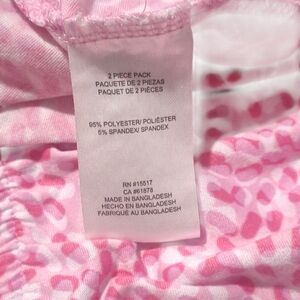 2 PIECE PACK
PAQUETE DE 2 PIEZAS
PAQUET DE 2 PIÈCES
95% POLYESTER/ POLIÉSTER
5% SPANDEX/ SPANDEX
RN #15517
CA #61878
MADE IN BANGLADESH
HECHO EN BANGLADESH
FABRIQUÉ AU BANGLADESH